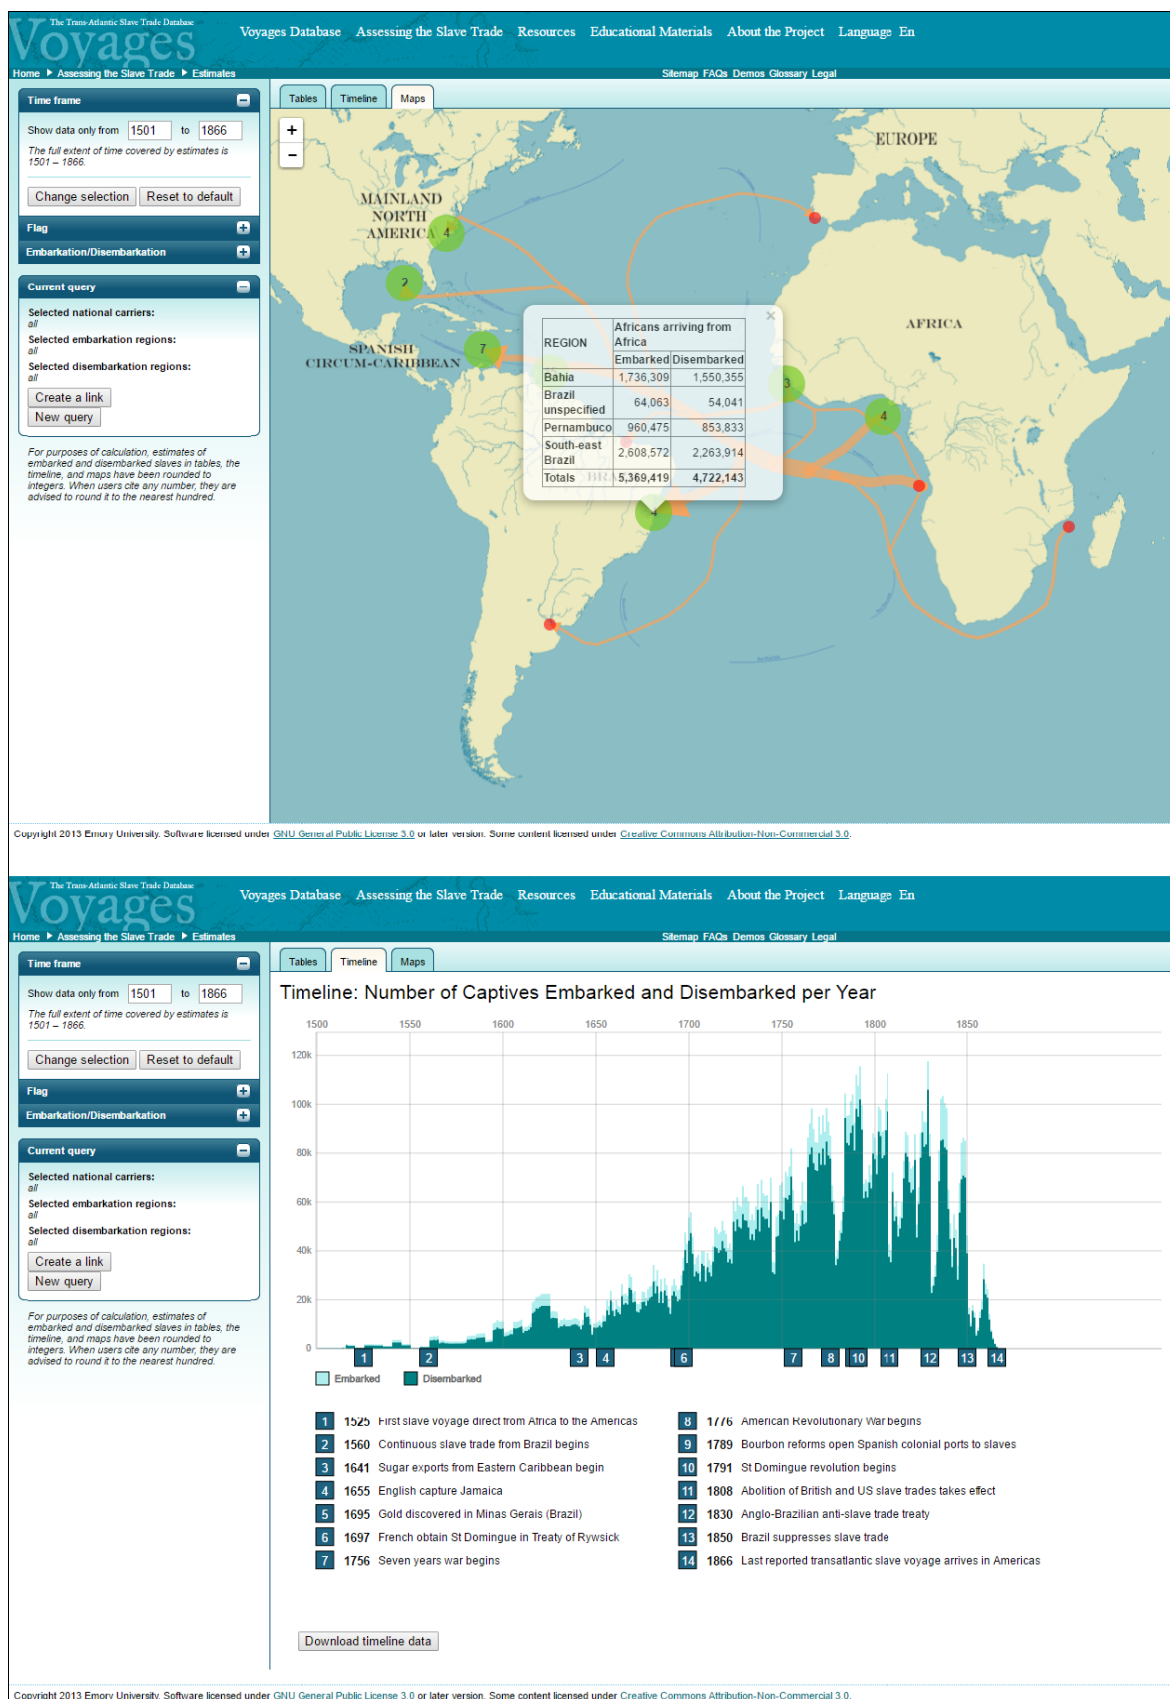 The Trans-Atlantic Slave Trade Database
Voyages
Voyages Database Assessing the Slave Trade Resources Educational Materials About the Project Language En
Home Assessing the Slave Trade Estimates
Sitemap FAQs Demos Glossary Legal
Time frame
Show data only from 1501 to 1866
The full extent of time covered by estimates is
1501 – 1866.
Change selection Reset to default
Flag
Embarkation/Disembarkation
Current query
Selected national carriers:
all
Selected embarkation regions:
all
Selected disembarkation regions:
all
Create a link
New query
For purposes of calculation, estimates of
embarked and disembarked slaves in tables, the
timeline, and maps have been rounded to
integers. When users cite any number, they are
advised to round it to the nearest hundred.
Tables Timeline Maps
+
−
EUROPE
MAINLAND
NORTH
AMERICA 4
2
SPANISH
CIRCUM-CARIBBEAN
7
AFRICA
3
4
4
×
REGION Africans arriving from
Africa
Embarked Disembarked
Bahia 1,736,309 1,550,355
Brazil
unspecified 64,063 54,041
Pernambuco 960,475 853,833
South-east
Brazil 2,608,572 2,263,914
Totals 5,369,419 4,722,143
Copyright 2013 Emory University. Software licensed under GNU General Public License 3.0 or later version. Some content licensed under Creative Commons Attribution-Non-Commercial 3.0.
The Trans-Atlantic Slave Trade Database
Voyages
Voyages Database Assessing the Slave Trade Resources Educational Materials About the Project Language En
Home Assessing the Slave Trade Estimates
Sitemap FAQs Demos Glossary Legal
Time frame
Show data only from 1501 to 1866
The full extent of time covered by estimates is
1501 – 1866.
Change selection Reset to default
Flag
Embarkation/Disembarkation
Current query
Selected national carriers:
all
Selected embarkation regions:
all
Selected disembarkation regions:
all
Create a link
New query
For purposes of calculation, estimates of
embarked and disembarked slaves in tables, the
timeline, and maps have been rounded to
integers. When users cite any number, they are
advised to round it to the nearest hundred.
Tables Timeline Maps
Timeline: Number of Captives Embarked and Disembarked per Year
1500 1550 1600 1650 1700 1750 1800 1850
120k
100k
80k
60k
40k
20k
0
1 2 3 4 6 7 8 10 11 12 13 14
Embarked Disembarked
1 1525 First slave voyage direct from Africa to the Americas
2 1560 Continuous slave trade from Brazil begins
3 1641 Sugar exports from Eastern Caribbean begin
4 1655 English capture Jamaica
5 1695 Gold discovered in Minas Gerais (Brazil)
6 1697 French obtain St Domingue in Treaty of Rywsick
7 1756 Seven years war begins
8 1776 American Revolutionary War begins
9 1789 Bourbon reforms open Spanish colonial ports to slaves
10 1791 St Domingue revolution begins
11 1808 Abolition of British and US slave trades takes effect
12 1830 Anglo-Brazilian anti-slave trade treaty
13 1850 Brazil suppresses slave trade
14 1866 Last reported transatlantic slave voyage arrives in Americas
Download timeline data
Copyright 2013 Emory University. Software licensed under GNU General Public License 3.0 or later version. Some content licensed under Creative Commons Attribution-Non-Commercial 3.0.